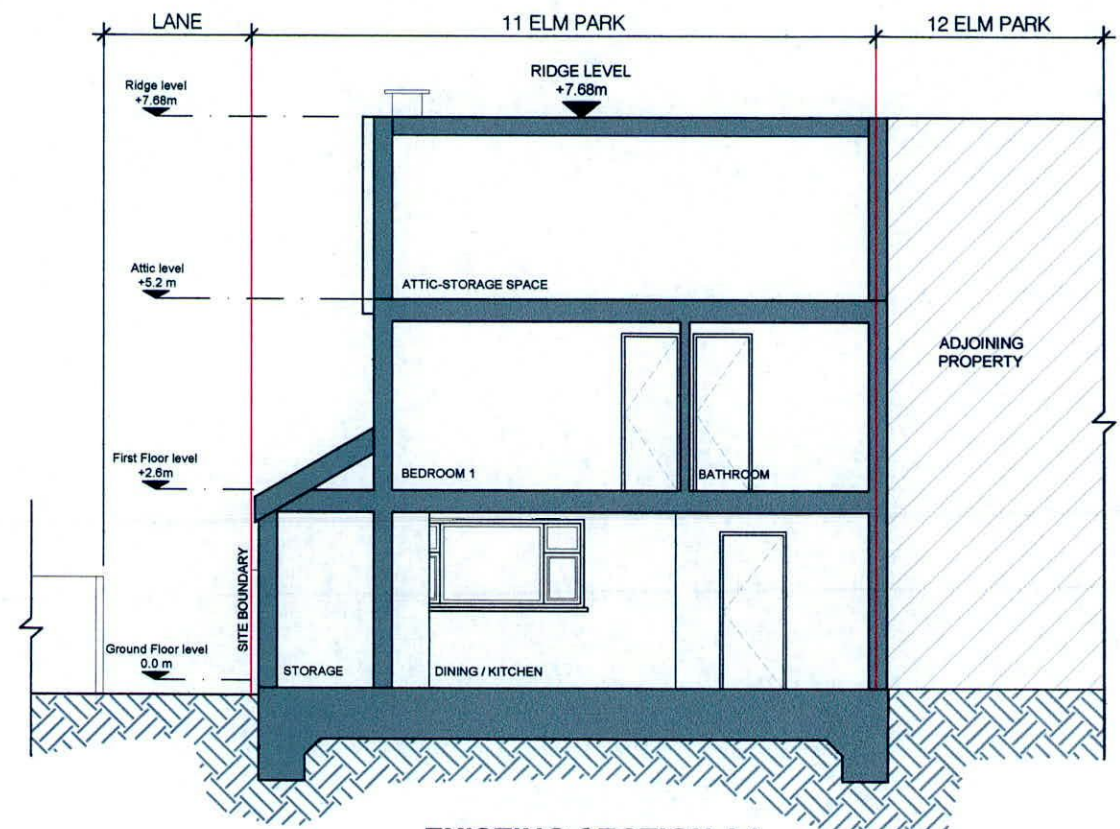 LANE
11 ELM PARK
12 ELM PARK
Ridge level
+7.68m
RIDGE LEVEL
+7.68m
Attic level
+5.2 m
ATTIC-STORAGE SPACE
ADJOINING
PROPERTY
First Floor level
+2.6m
BEDROOM 1
BATHROOM
SITE BOUNDARY
Ground Floor level
0.0 m
STORAGE
DINING / KITCHEN